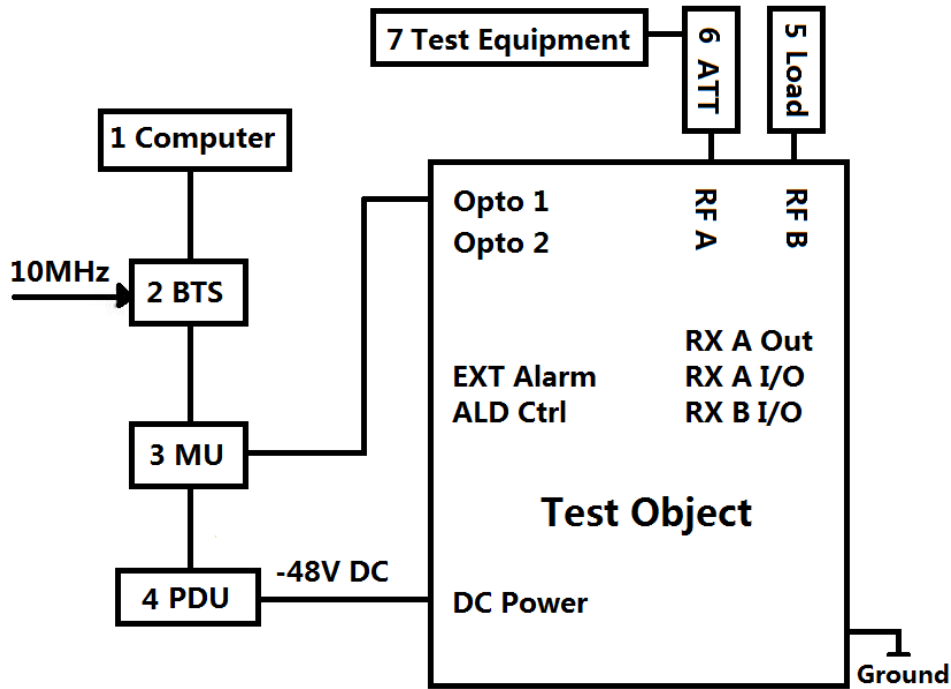 7 Test Equipment
6 ATT
5 Load
1 Computer
Opto 1
Opto 2
RF A
RF B
10MHz
2 BTS
RX A Out
EXT Alarm
RX A I/O
ALD Ctrl
RX B I/O
3 MU
Test Object
-48V DC
4 PDU
DC Power
Ground